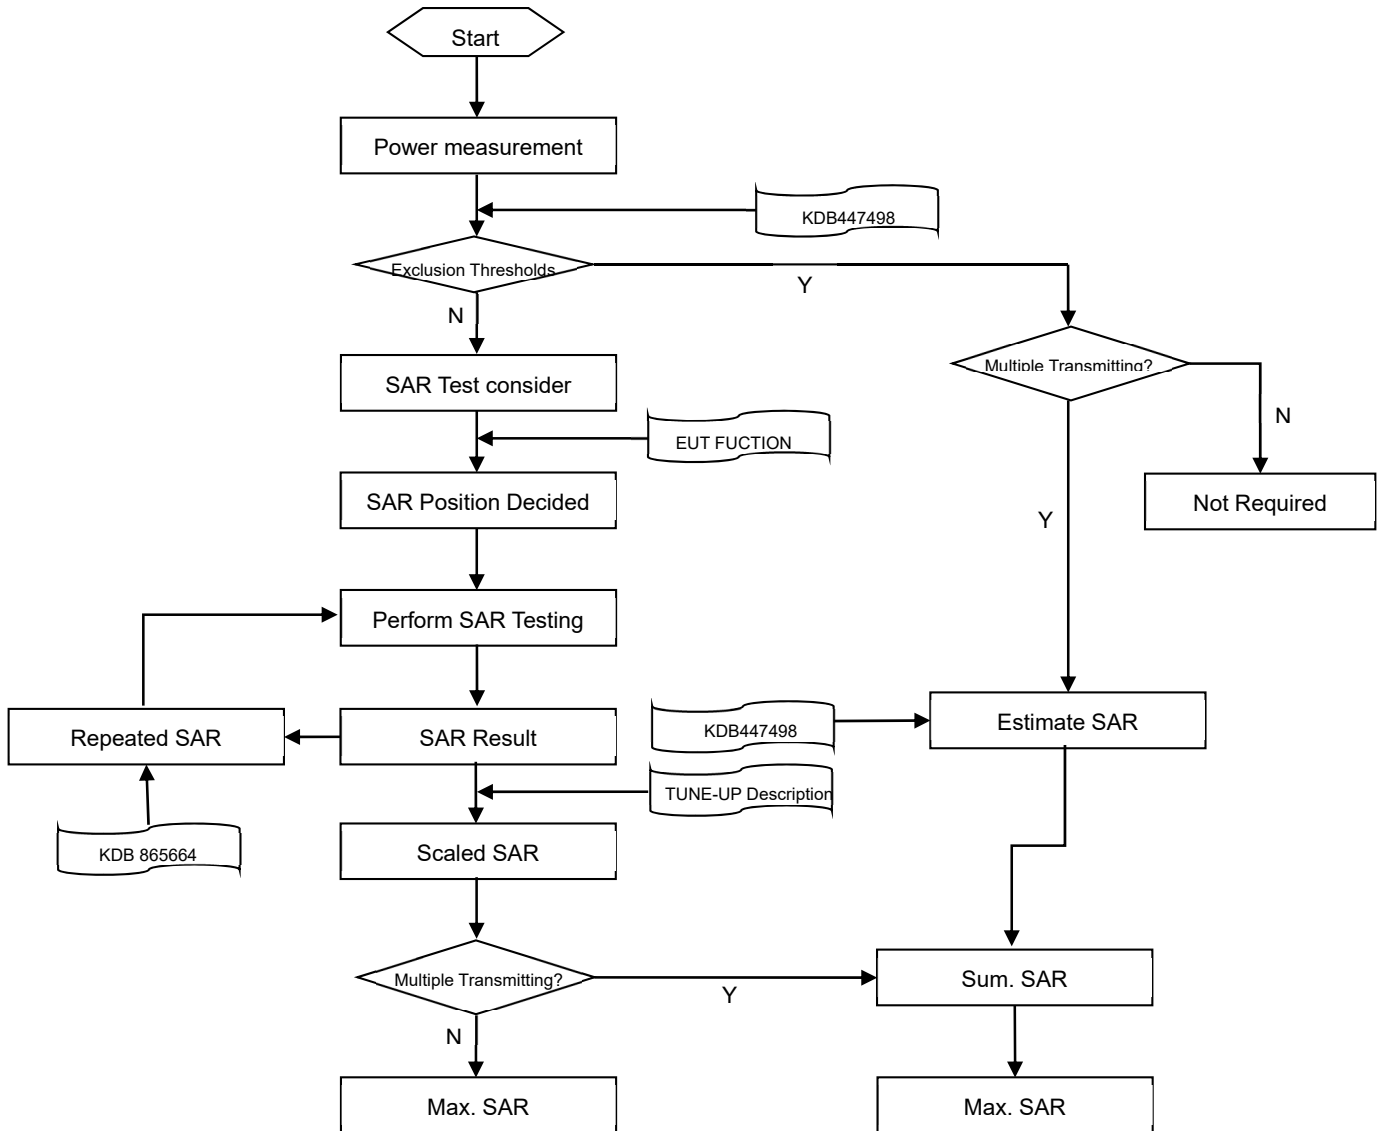 Start
Power measurement
KDB447498
Exclusion Thresholds
Y
N
Multiple Transmitting?
SAR Test consider
N
EUT FUCTION
SAR Position Decided
Not Required
Y
Perform SAR Testing
KDB447498
Estimate SAR
Repeated SAR
SAR Result
TUNE-UP Description
KDB 865664
Scaled SAR
Multiple Transmitting?
Y
Sum. SAR
N
Max. SAR
Max. SAR